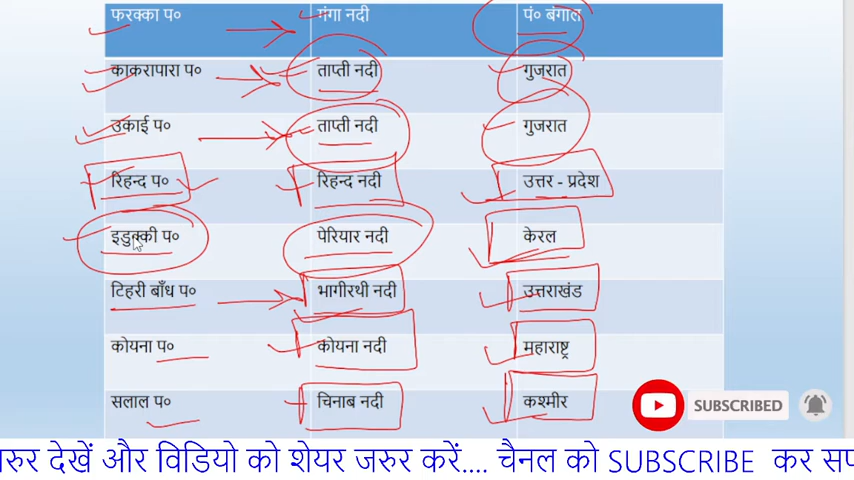 फरक्का प० गंगा नदी पं० बंगाल
काकरापारा प० ताप्ती नदी गुजरात
उकाई प० ताप्ती नदी गुजरात
रिहन्द प० रिहन्द नदी उत्तर - प्रदेश
इडुक्की प० पेरियार नदी केरल
टिहरी बाँध प० भागीरथी नदी उत्तराखंड
कोयना प० कोयना नदी महाराष्ट्र
सलाल प० चिनाब नदी कश्मीर
SUBSCRIBED
रुर देखें और विडियो को शेयर जरुर करें.... चैनल को SUBSCRIBE कर